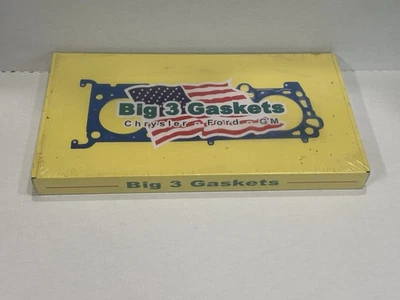 Big 3 Gaskets
Chrysler - Ford - GM
Big 3 Gaskets